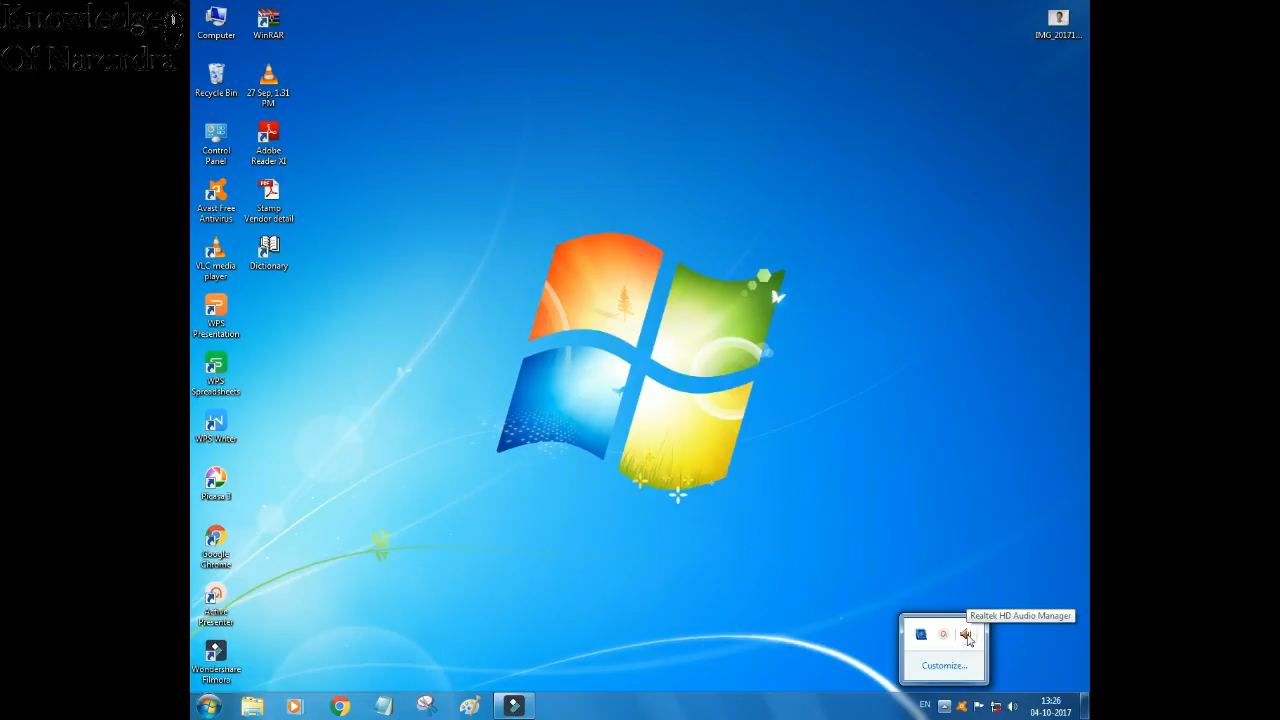 Knowledge
Of Narendra
Computer
WinRAR
IMG_20171...
Recycle Bin
27 Sep, 1.31
PM
Control
Panel
Adobe
Reader XI
Avast Free
Antivirus
PDF
Stamp
Vendor detail
VLC media
player
Dictionary
WPS
Presentation
WPS
Spreadsheets
WPS Writer
Picasa 3
Google
Chrome
Active
Presenter
Wondershare
Filmora
Realtek HD Audio Manager
Customize...
EN
13:26
04-10-2017